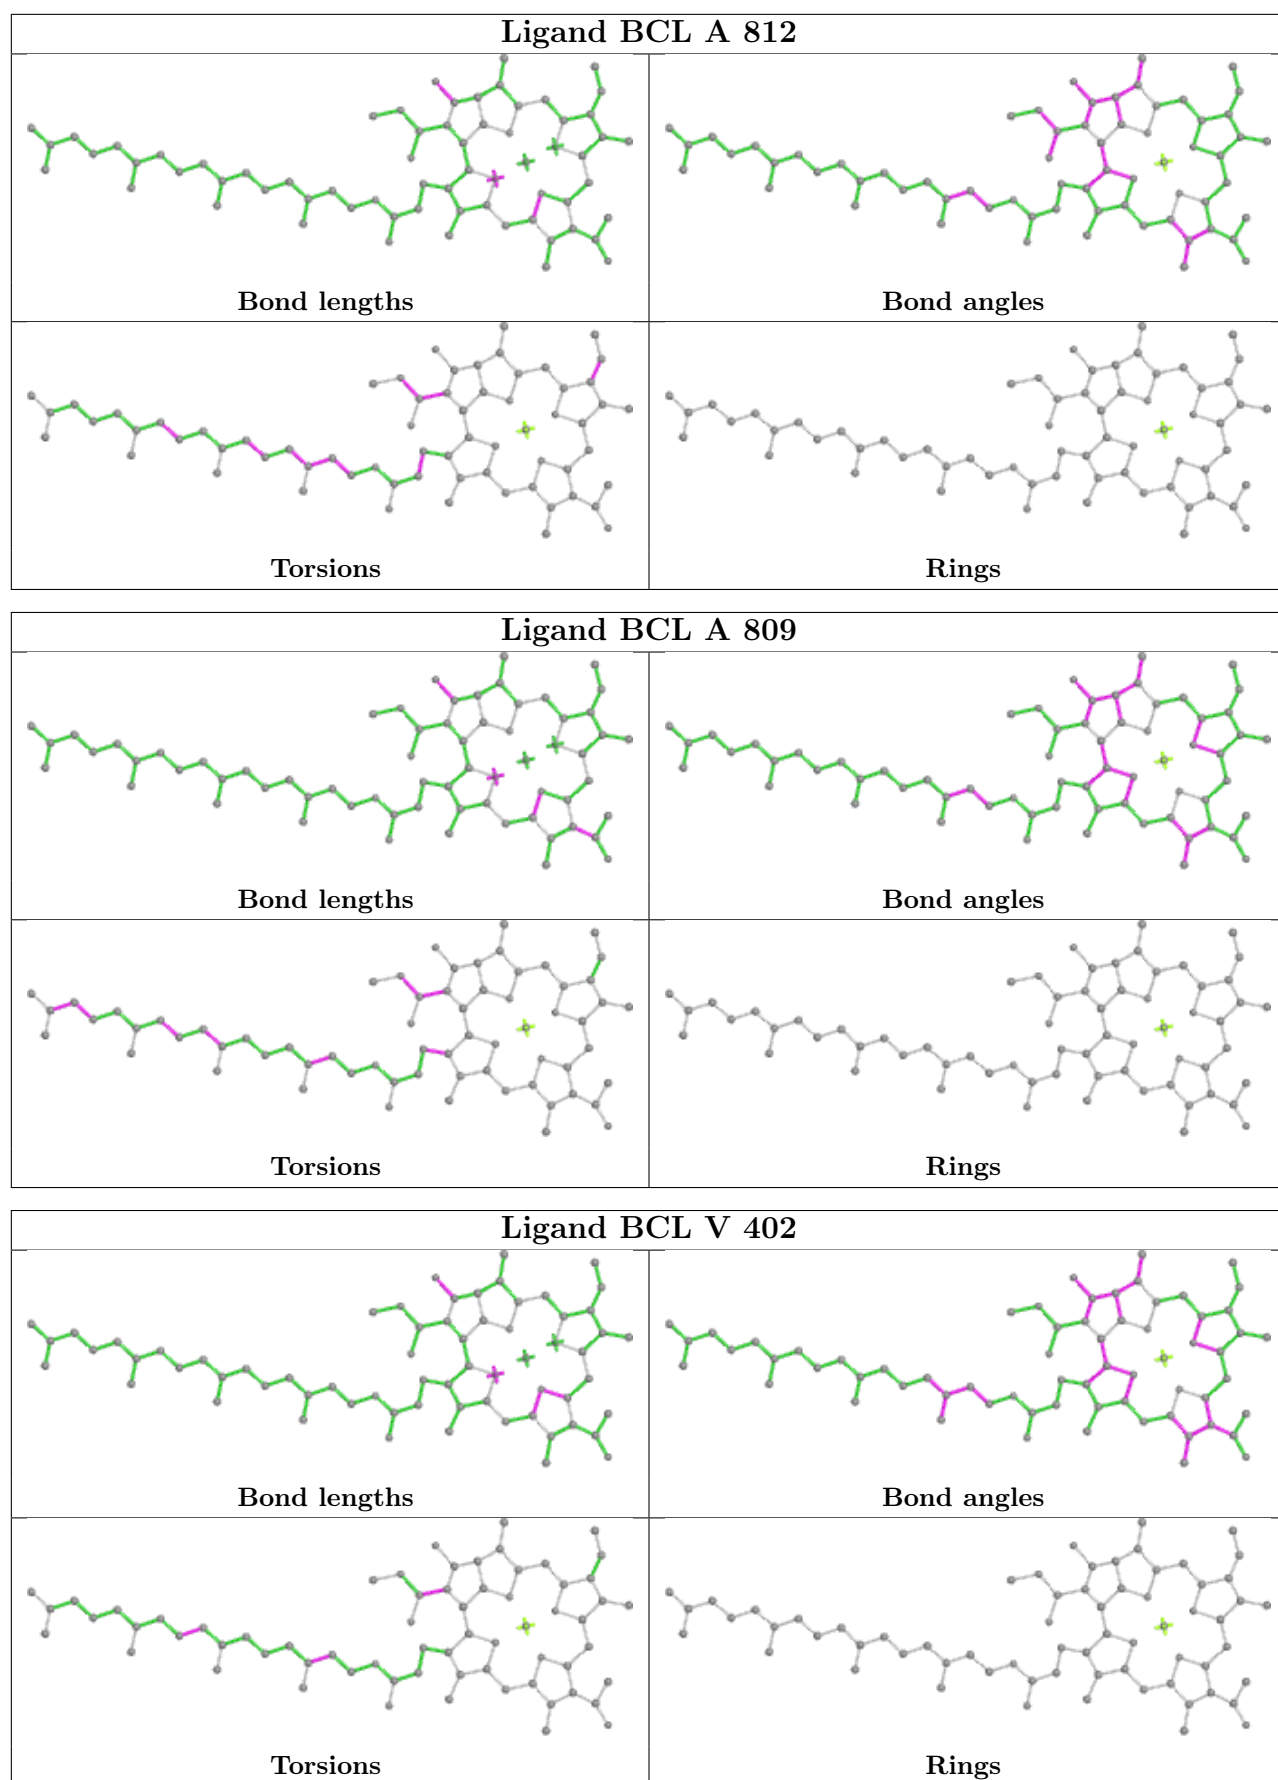 Ligand BCL A 812
Bond lengths
Bond angles
Torsions
Rings
Ligand BCL A 809
Bond lengths
Bond angles
Torsions
Rings
Ligand BCL V 402
Bond lengths
Bond angles
Torsions
Rings